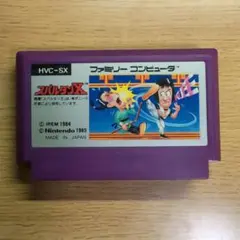 HVC-SX
ファミリー コンピュータ
スパルタンX
© IREM 1984
© Nintendo 1985
MADE IN JAPAN